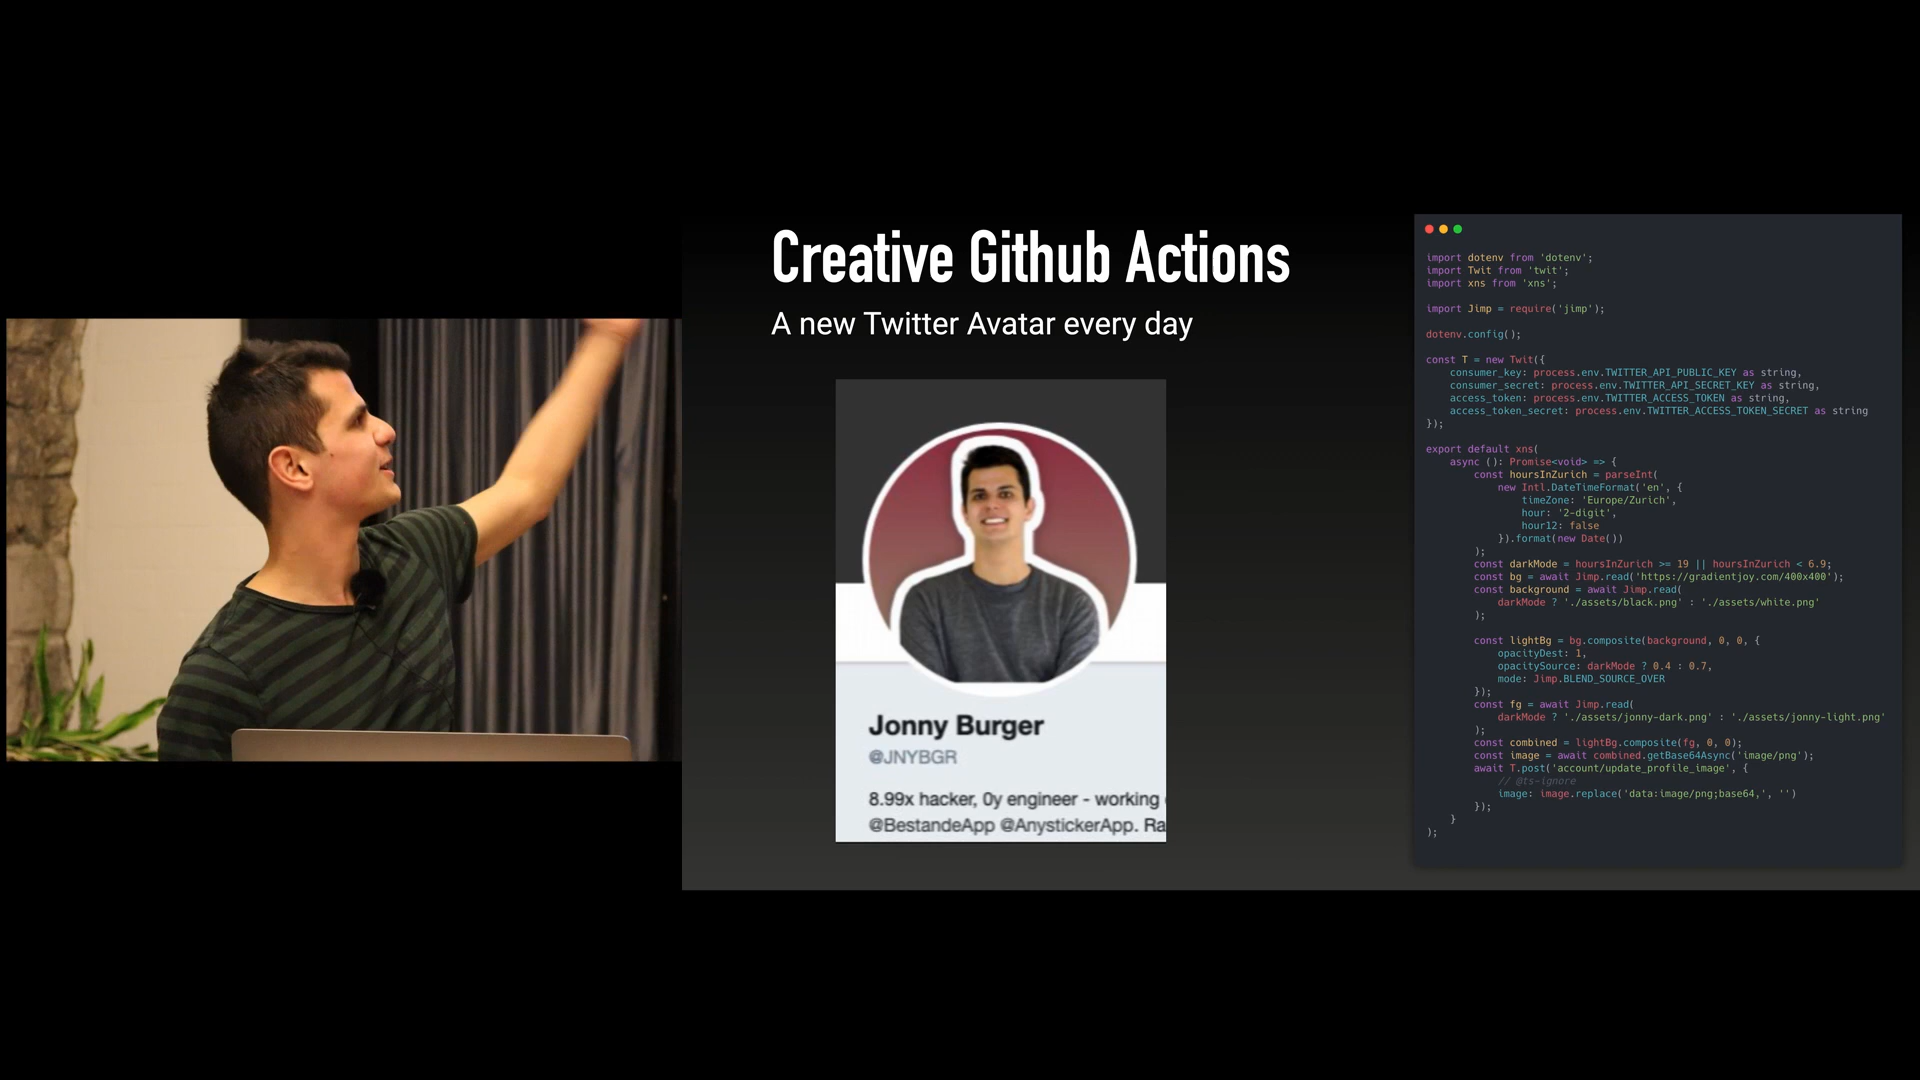 Creative Github Actions
A new Twitter Avatar every day
Jonny Burger
@JNYBGR
8.99x hacker, 0y engineer - working
@BestandeApp @AnystickerApp. Ra
import dotenv from 'dotenv';
import Twit from 'twit';
import xns from 'xns';
import Jimp = require('jimp');
dotenv.config();
const T = new Twit({
    consumer_key: process.env.TWITTER_API_PUBLIC_KEY as string,
    consumer_secret: process.env.TWITTER_API_SECRET_KEY as string,
    access_token: process.env.TWITTER_ACCESS_TOKEN as string,
    access_token_secret: process.env.TWITTER_ACCESS_TOKEN_SECRET as string
});
export default xns(
    async (): Promise<void> => {
        const hoursInZurich = parseInt(
            new Intl.DateTimeFormat('en', {
                timeZone: 'Europe/Zurich',
                hour: '2-digit',
                hour12: false
            }).format(new Date())
        );
        const darkMode = hoursInZurich >= 19 || hoursInZurich < 6.9;
        const bg = await Jimp.read('https://gradientjoy.com/400x400');
        const background = await Jimp.read(
            darkMode ? './assets/black.png' : './assets/white.png'
        );
        const lightBg = bg.composite(background, 0, 0, {
            opacityDest: 1,
            opacitySource: darkMode ? 0.4 : 0.7,
            mode: Jimp.BLEND_SOURCE_OVER
        });
        const fg = await Jimp.read(
            darkMode ? './assets/jonny-dark.png' : './assets/jonny-light.png'
        );
        const combined = lightBg.composite(fg, 0, 0);
        const image = await combined.getBase64Async('image/png');
        await T.post('account/update_profile_image', {
            // @ts-ignore
            image: image.replace('data:image/png;base64,', '')
        });
    }
);